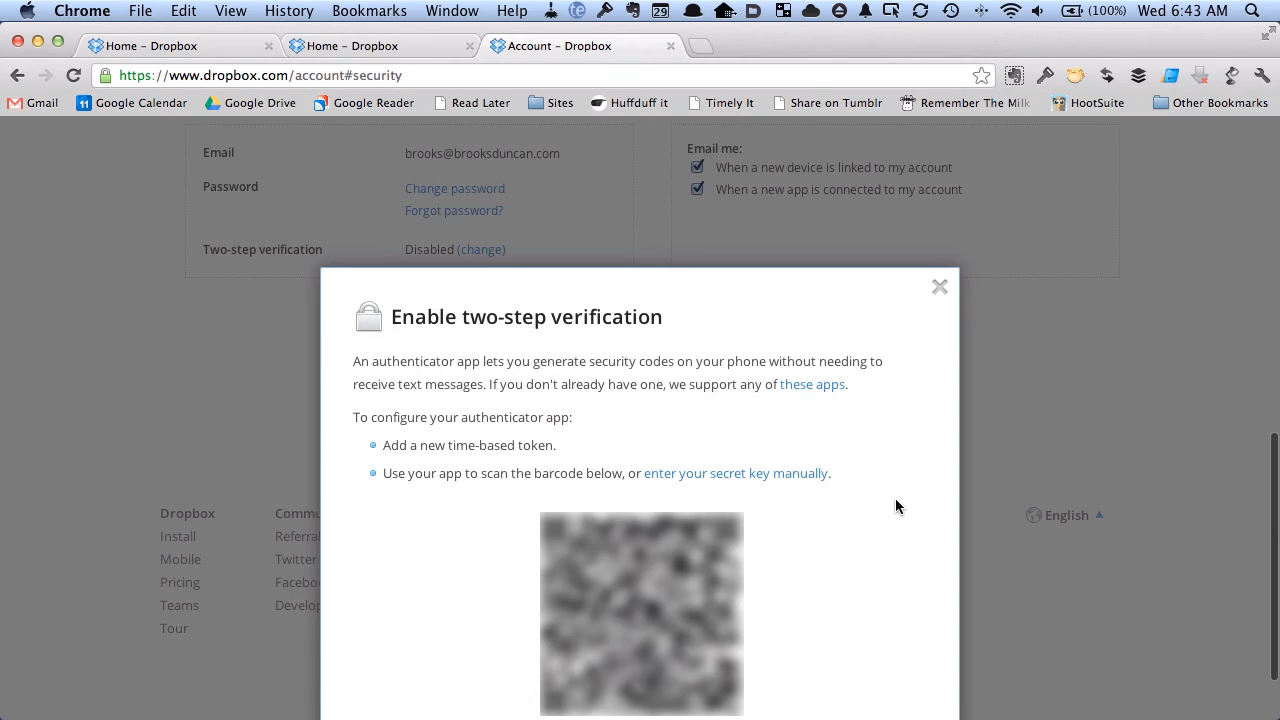 Chrome File Edit View History Bookmarks Window Help (100%) Wed 6:43 AM
Home – Dropbox Home – Dropbox Account – Dropbox
https://www.dropbox.com/account#security
Gmail 11 Google Calendar Google Drive Google Reader Read Later Sites Huffduff it Timely It Share on Tumblr Remember The Milk HootSuite Other Bookmarks
Email brooks@brooksduncan.com
Email me:
When a new device is linked to my account
Password Change password
When a new app is connected to my account
Forgot password?
Two-step verification Disabled (change)
Enable two-step verification
An authenticator app lets you generate security codes on your phone without needing to
receive text messages. If you don't already have one, we support any of these apps.
To configure your authenticator app:
Add a new time-based token.
Use your app to scan the barcode below, or enter your secret key manually.
Dropbox Commu
Install Referra
Mobile Twitter
Pricing Facebo
Teams Develop
Tour
English